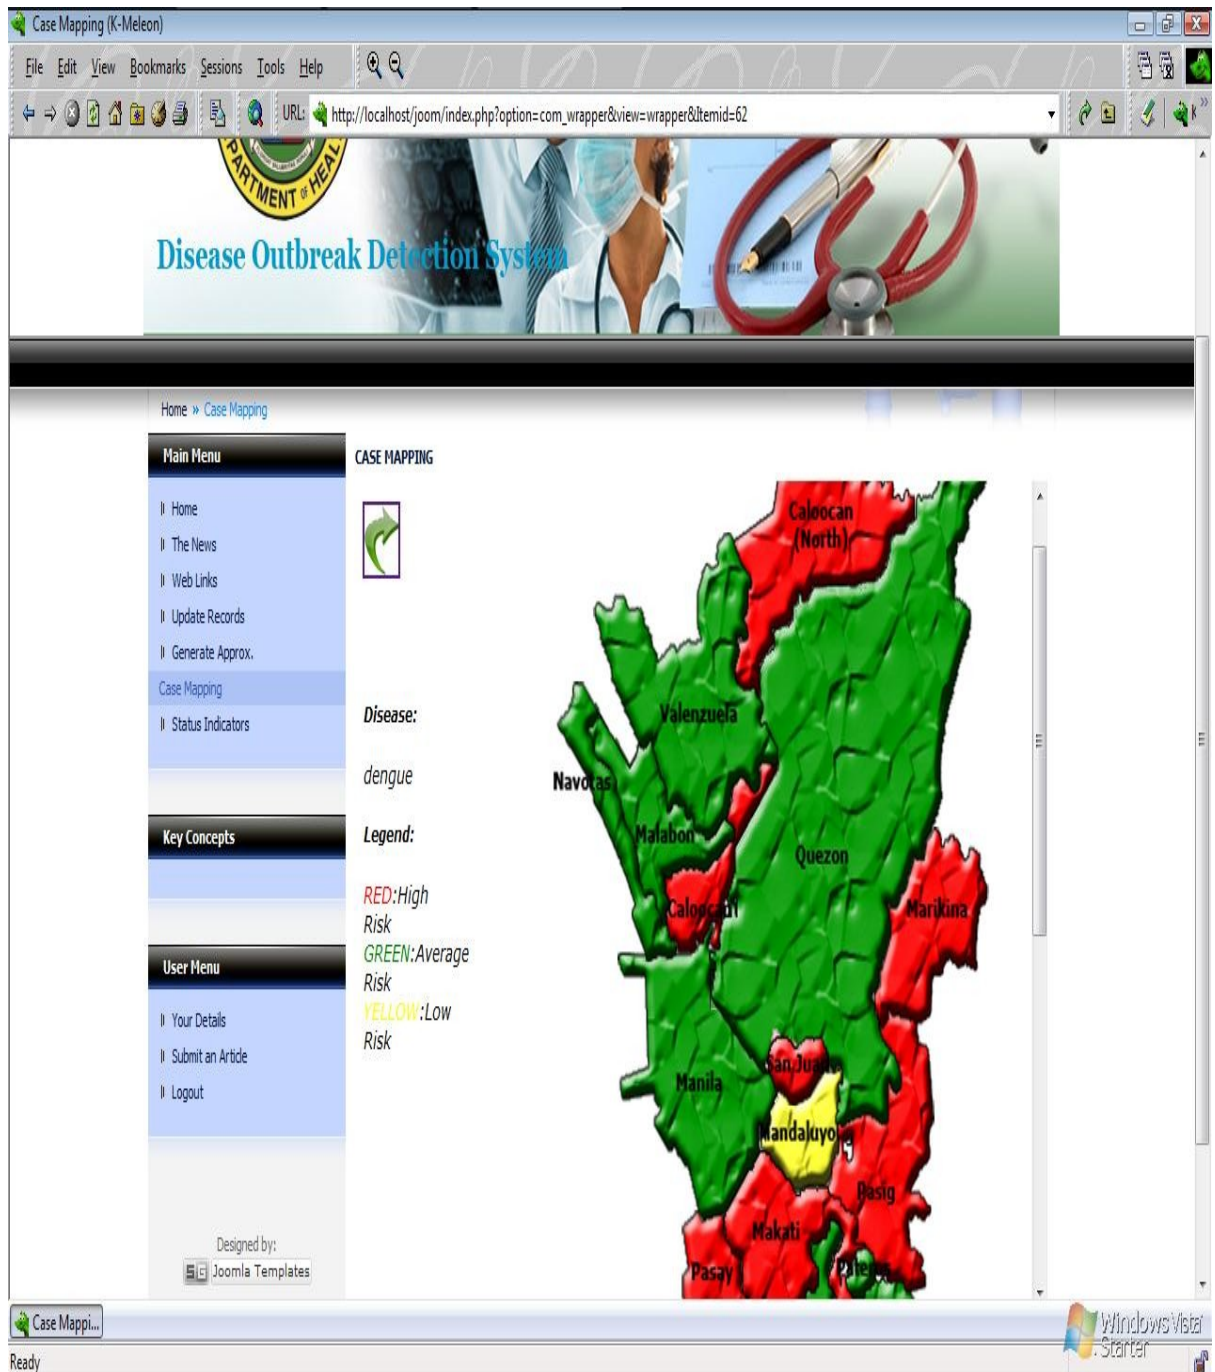 Case Mapping (K-Meleon)
File Edit View Bookmarks Sessions Tools Help
URL: http://localhost/joom/index.php?option=com_wrapper&view=wrapper&Itemid=62
K
DEPARTMENT OF HEALTH
Disease Outbreak Detection System
Home » Case Mapping
Main Menu
Home
The News
Web Links
Update Records
Generate Approx.
Case Mapping
Status Indicators
Key Concepts
User Menu
Your Details
Submit an Article
Logout
Designed by:
Joomla Templates
CASE MAPPING
Disease:
dengue
Legend:
RED:High
Risk
GREEN:Average
Risk
YELLOW:Low
Risk
Caloocan
(North)
Valenzuela
Navotas
Malabon
Quezon
Caloocan
Marikina
San Juan
Manila
Mandaluyong
Pasig
Makati
Pasay
Pateros
Case Mappi...
Windows Vista
Starter
Ready